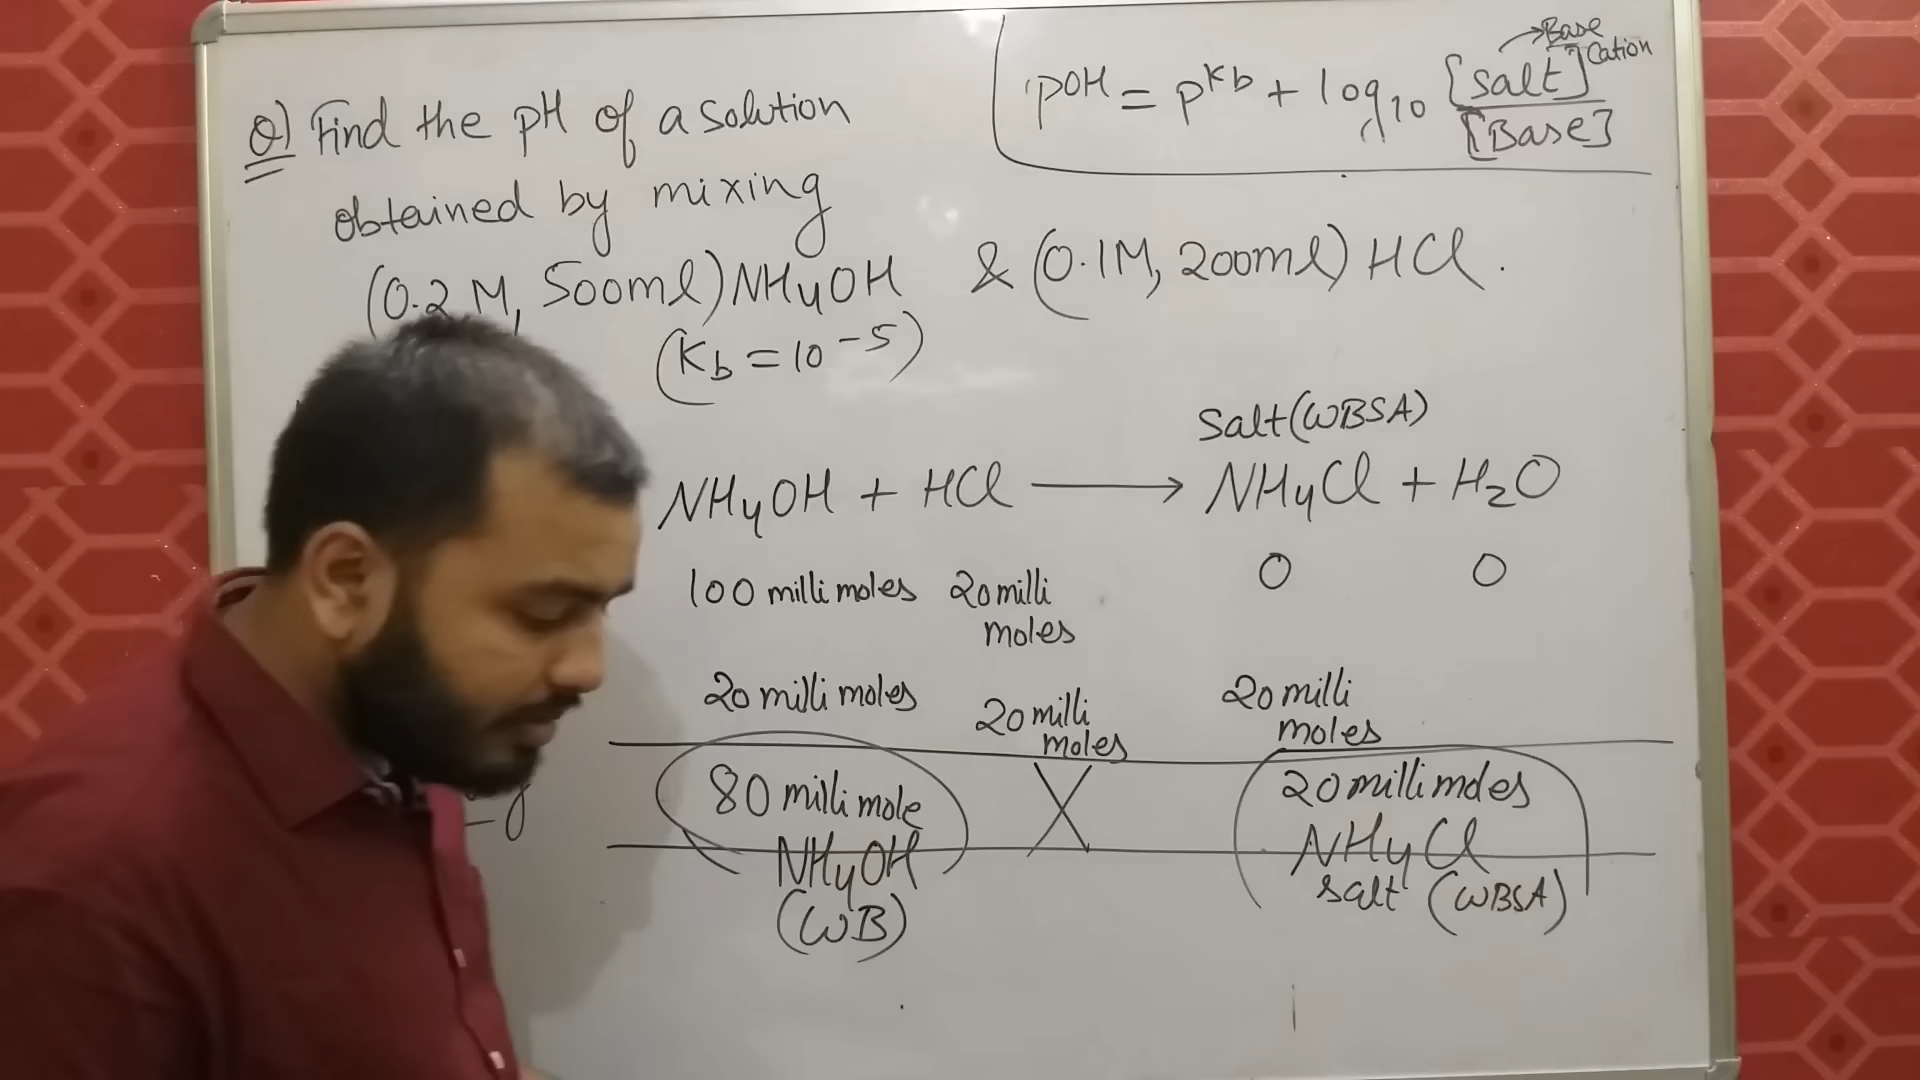 Q) Find the pH of a solution
obtained by mixing
(0.2 M, 500ml) NH4OH & (0.1M, 200ml) HCl.
(Kb = 10^-5)
pOH = pKb + log10 [Salt]/[Base]
→Base
Cation
Salt(WBSA)
NH4OH + HCl ⟶ NH4Cl + H2O
100 milli moles 20 milli moles 0 0
20 milli moles 20 milli moles 20 milli moles
80 milli mole X 20 milli moles
NH4OH NH4Cl
(WB) salt (WBSA)